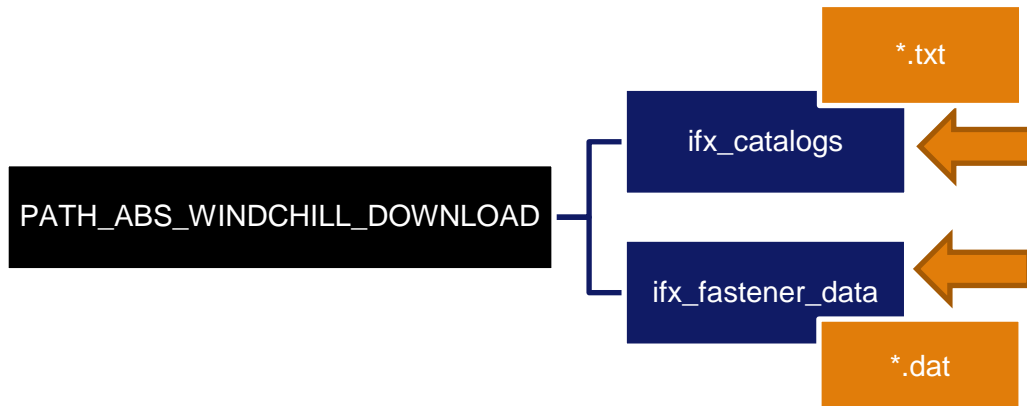 *.txt
ifx_catalogs
PATH_ABS_WINDCHILL_DOWNLOAD
ifx_fastener_data
*.dat